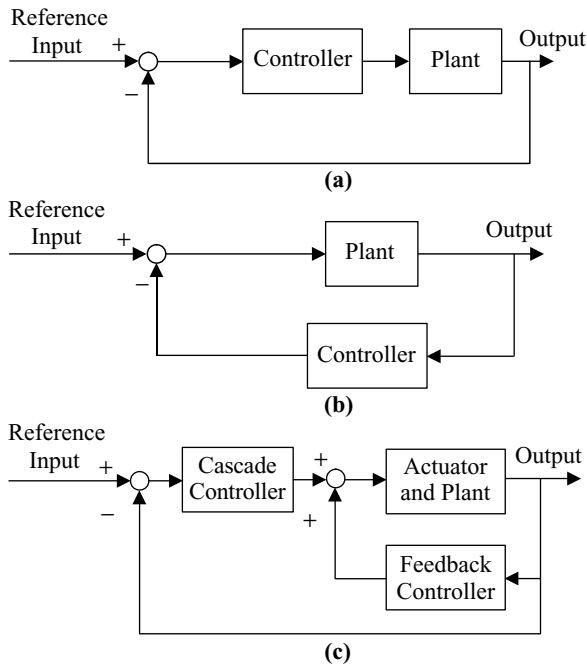 Reference
Input
+
−
Controller
Plant
Output
(a)
Reference
Input
+
−
Plant
Output
Controller
(b)
Reference
Input
+
−
Cascade
Controller
+
+
Actuator
and Plant
Output
Feedback
Controller
(c)